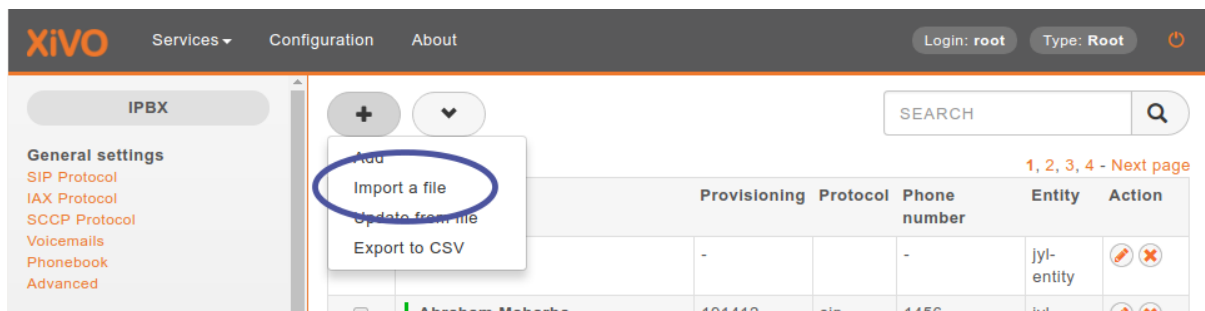 XiVO Services Configuration About Login: root Type: Root
IPBX
General settings
SIP Protocol
IAX Protocol
SCCP Protocol
Voicemails
Phonebook
Advanced
SEARCH
1, 2, 3, 4 - Next page
Add
Import a file
Update from file
Export to CSV
Provisioning Protocol Phone number Entity Action
- - jyl-entity